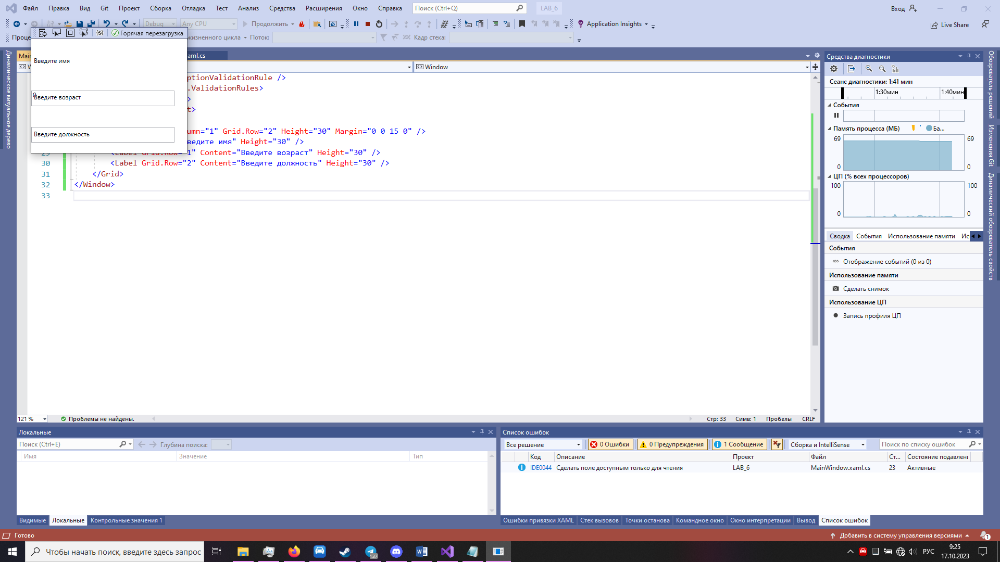 Файл Правка Вид Git Проект Сборка Отладка Тест Анализ Средства Расширения Окно Справка Поиск (Ctrl+Q) LAB_6 Вход
Debug Any CPU Продолжить Application Insights Live Share
Проце жизненного цикла Поток: Кадр стека:
Горячая перезагрузка
Введите имя
0
Введите возраст
Введите должность
Динамическое визуальное дерево
Main aml.cs
W Window
ptionValidationRule />
.ValidationRules>
>
t>
umn="1" Grid.Row="2" Height="30" Margin="0 0 15 0" />
ведите имя" Height="30" />
29 <Label Grid.Row="1" Content="Введите возраст" Height="30" />
30 <Label Grid.Row="2" Content="Введите должность" Height="30" />
31 </Grid>
32 </Window>
33
121 % Проблемы не найдены. Стр: 33 Симв: 1 Пробелы CRLF
Средства диагностики
Сеанс диагностики: 1:41 мин
1:30мин 1:40мин
События
Память процесса (МБ) Ба...
69 69
0 0
ЦП (% всех процессоров)
100 100
0 0
Сводка События Использование памяти Ис
События
Отображение событий (0 из 0)
Использование памяти
Сделать снимок
Использование ЦП
Запись профиля ЦП
Обозреватель решений
Изменения Git
Динамический обозреватель свойств
Локальные
Поиск (Ctrl+E) Глубина поиска:
Имя Значение Тип
Видимые Локальные Контрольные значения 1
Список ошибок
Все решение 0 Ошибки 0 Предупреждения 1 Сообщение Сборка и IntelliSense Поиск по списку ошибок
Код Описание Проект Файл Ст... Состояние подавлени
IDE0044 Сделать поле доступным только для чтения LAB_6 MainWindow.xaml.cs 23 Активные
Ошибки привязки XAML Стек вызовов Точки останова Командное окно Окно интерпретации Вывод Список ошибок
Готово Добавить в систему управления версиями 1
Чтобы начать поиск, введите здесь запрос 137 РУС 9:25
17.10.2023